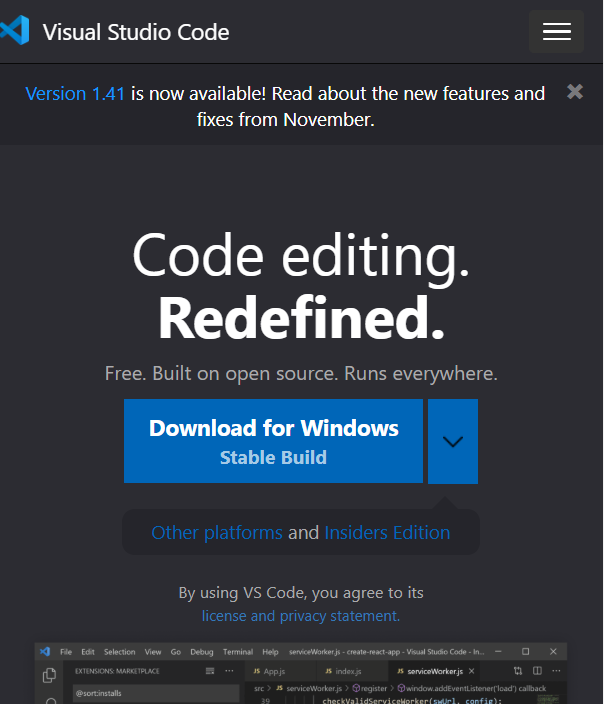 Visual Studio Code
Version 1.41 is now available! Read about the new features and
fixes from November.
Code editing.
Redefined.
Free. Built on open source. Runs everywhere.
Download for Windows
Stable Build
Other platforms and Insiders Edition
By using VS Code, you agree to its
license and privacy statement.
File Edit Selection View Go Debug Terminal Help serviceWorker.js - create-react-app - Visual Studio Code - In...
EXTENSIONS: MARKETPLACE
JS App.js JS index.js JS serviceWorker.js
@sort:installs
src > JS serviceWorker.js > register > window.addEventListener('load') callback
39 checkValidServiceWorker(swUrl, config);